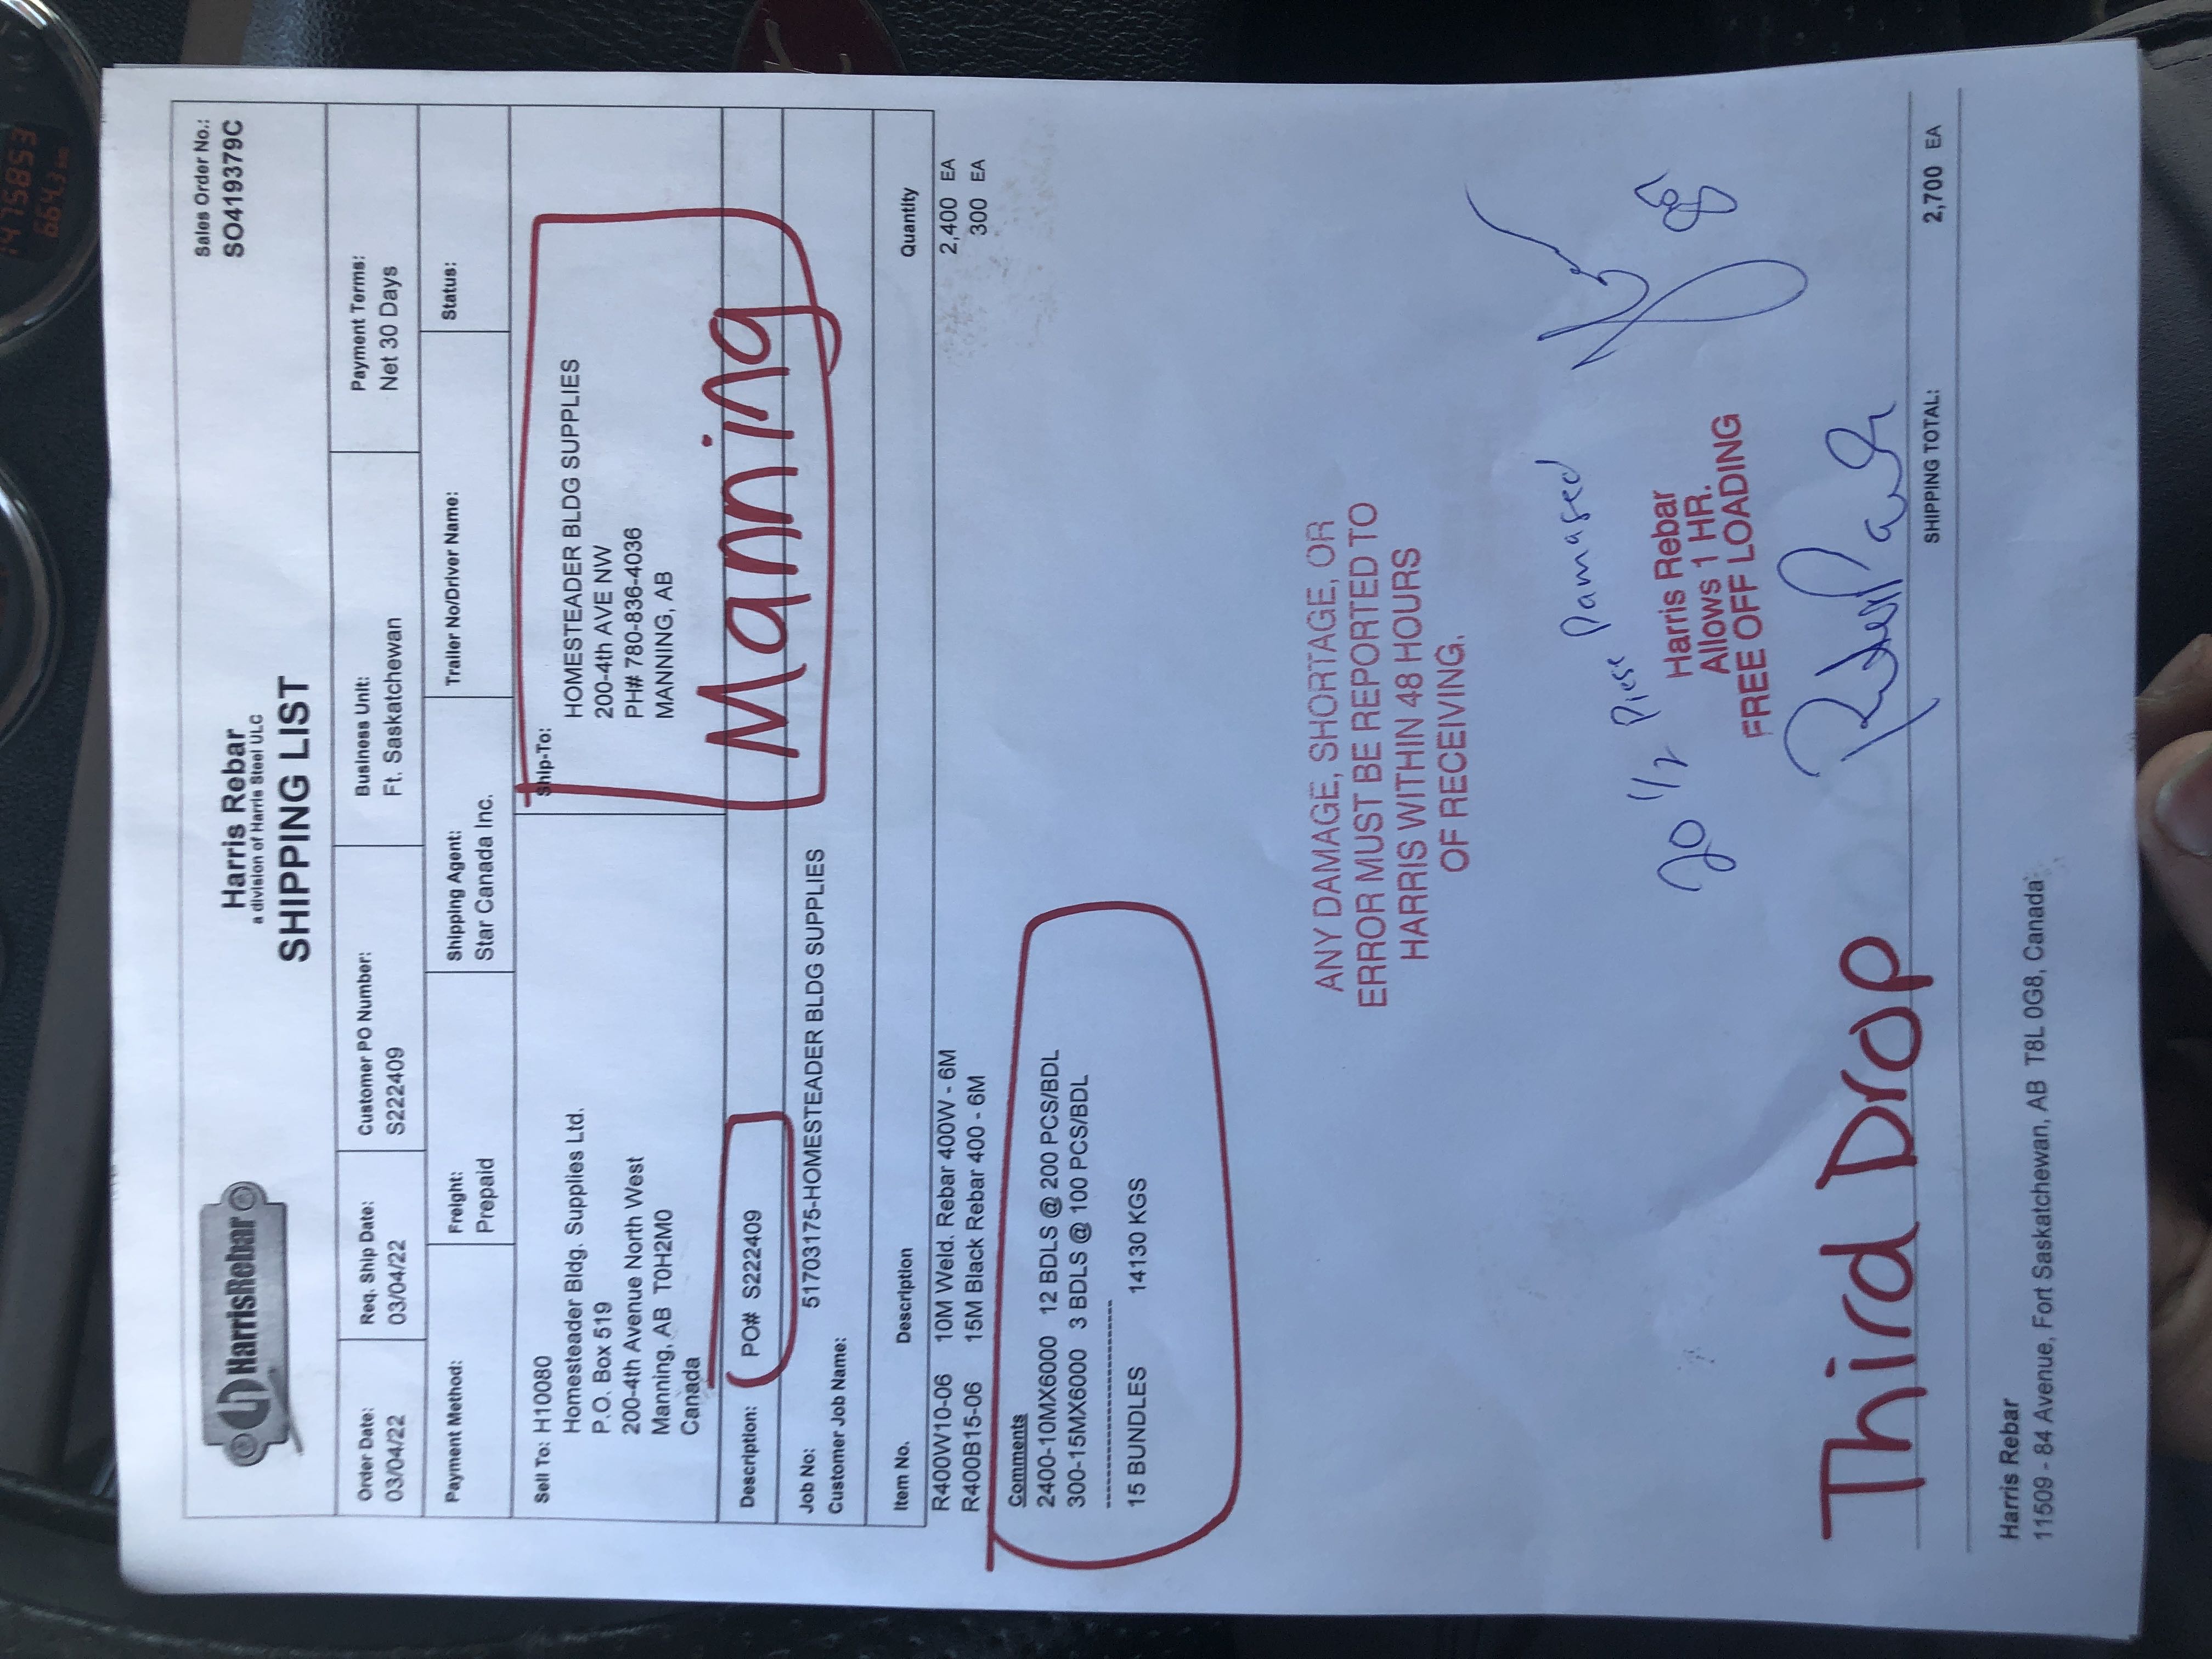 1475853
664.3 km
HarrisRebar
Harris Rebar
a division of Harris Steel ULC
SHIPPING LIST
Sales Order No.:
SO419379C
Order Date:
03/04/22
Req. Ship Date:
03/04/22
Customer PO Number:
S222409
Business Unit:
Ft. Saskatchewan
Payment Terms:
Net 30 Days
Payment Method:
Freight:
Prepaid
Shipping Agent:
Star Canada Inc.
Trailer No/Driver Name:
Status:
Sell To: H10080
Homesteader Bldg. Supplies Ltd.
P.O. Box 519
200-4th Avenue North West
Manning, AB T0H2M0
Canada
Ship-To:
HOMESTEADER BLDG SUPPLIES
200-4th AVE NW
PH# 780-836-4036
MANNING, AB
Manning
Description: PO# S222409
Job No: 51703175-HOMESTEADER BLDG SUPPLIES
Customer Job Name:
Item No. Description Quantity
R400W10-06 10M Weld. Rebar 400W - 6M 2,400 EA
R400B15-06 15M Black Rebar 400 - 6M 300 EA
Comments
2400-10MX6000 12 BDLS @ 200 PCS/BDL
300-15MX6000 3 BDLS @ 100 PCS/BDL
----------------------------
15 BUNDLES 14130 KGS
ANY DAMAGE, SHORTAGE, OR
ERROR MUST BE REPORTED TO
HARRIS WITHIN 48 HOURS
OF RECEIVING.
20 1/2 Piese Damaged
Harris Rebar
Allows 1 HR.
FREE OFF LOADING
Third Drop
SHIPPING TOTAL: 2,700 EA
Harris Rebar
11509 - 84 Avenue, Fort Saskatchewan, AB T8L 0G8, Canada